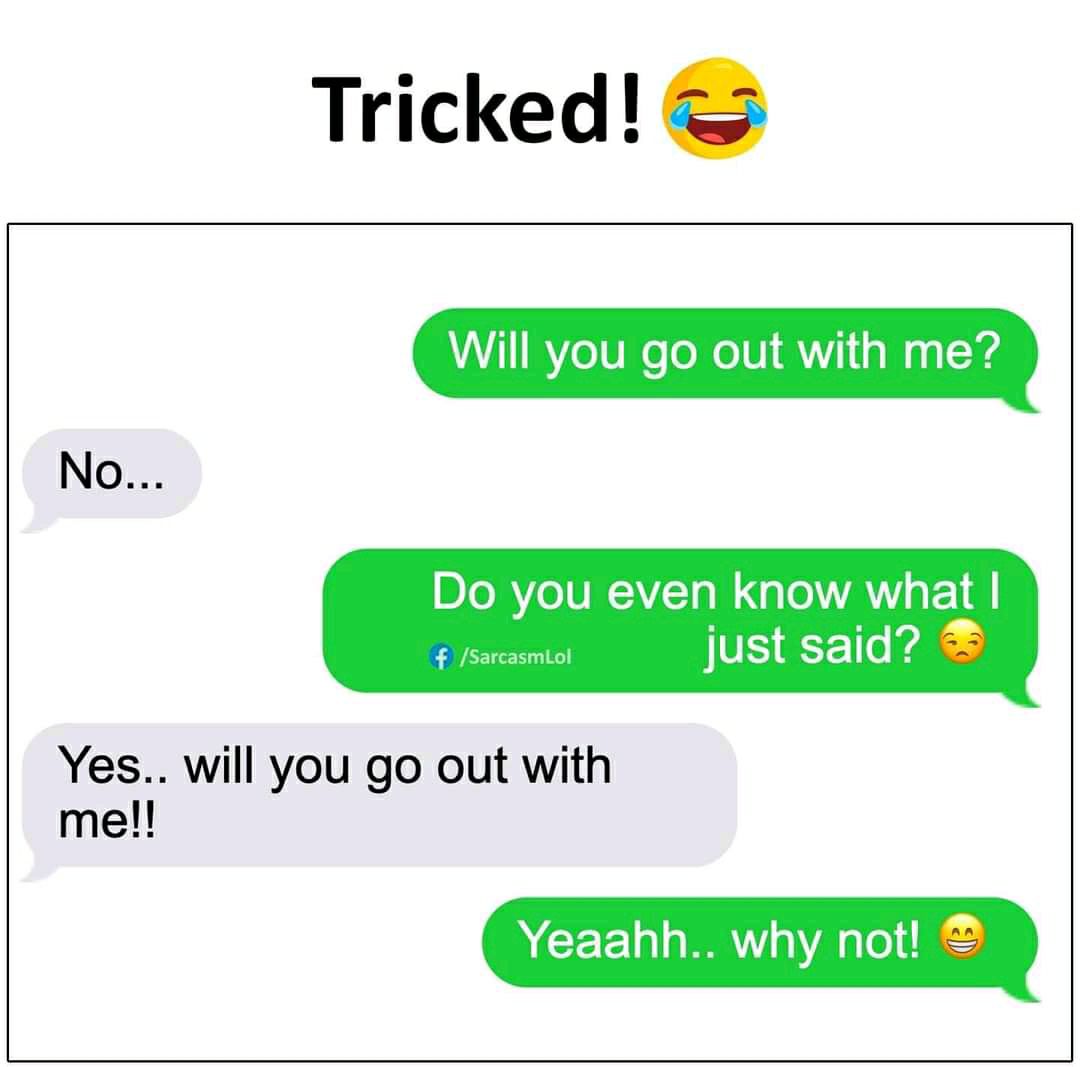 Tricked! 😂
Will you go out with me?
No...
Do you even know what I
just said? 😒
/SarcasmLol
Yes.. will you go out with
me!!
Yeaahh.. why not! 😁